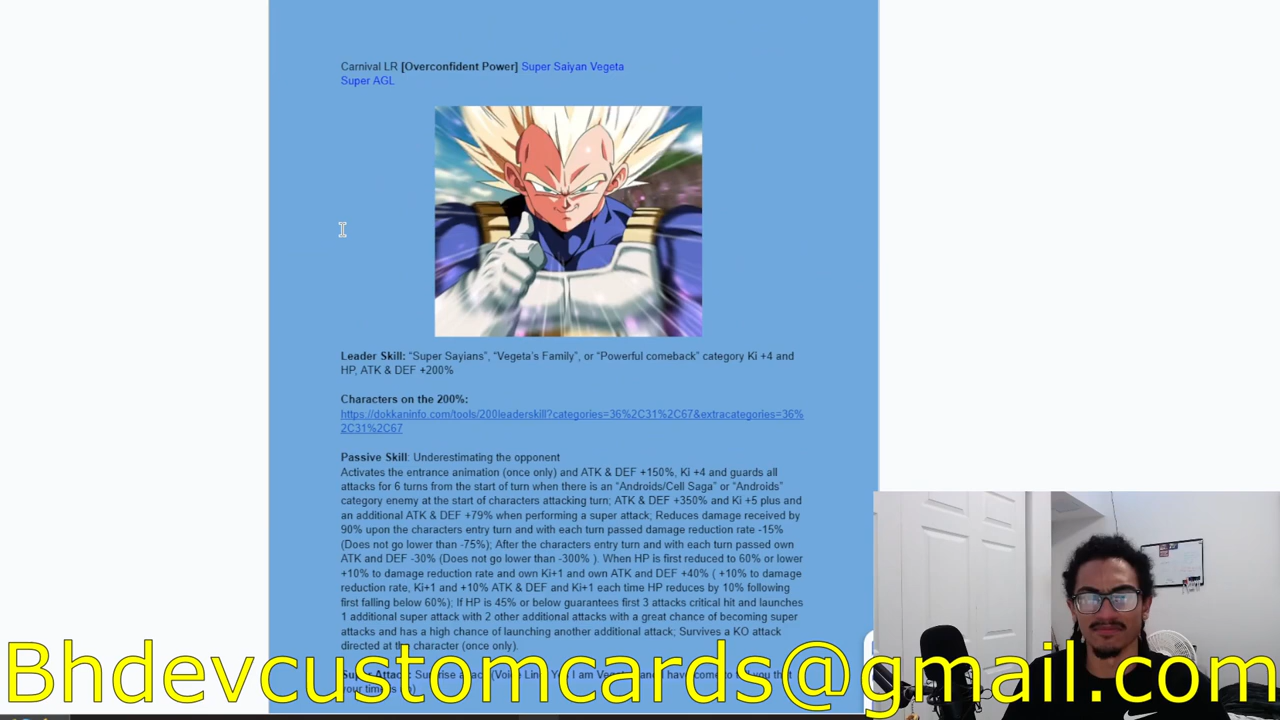 Carnival LR [Overconfident Power] Super Saiyan Vegeta
Super AGL
Leader Skill: “Super Sayians”, “Vegeta’s Family”, or “Powerful comeback” category Ki +4 and
HP, ATK & DEF +200%
Characters on the 200%:
https://dokkaninfo.com/tools/200leaderskill?categories=36%2C31%2C67&extracategories=36%
2C31%2C67
Passive Skill: Underestimating the opponent
Activates the entrance animation (once only) and ATK & DEF +150%, Ki +4 and guards all
attacks for 6 turns from the start of turn when there is an “Androids/Cell Saga” or “Androids”
category enemy at the start of characters attacking turn; ATK & DEF +350% and Ki +5 plus and
an additional ATK & DEF +79% when performing a super attack; Reduces damage received by
90% upon the characters entry turn and with each turn passed damage reduction rate -15%
(Does not go lower than -75%); After the characters entry turn and with each turn passed own
ATK and DEF -30% (Does not go lower than -300% ). When HP is first reduced to 60% or lower
+10% to damage reduction rate and own Ki+1 and own ATK and DEF +40% ( +10% to damage
reduction rate, Ki+1 and +10% ATK & DEF and Ki+1 each time HP reduces by 10% following
first falling below 60%); If HP is 45% or below guarantees first 3 attacks critical hit and launches
1 additional super attack with 2 other additional attacks with a great chance of becoming super
attacks and has a high chance of launching another additional attack; Survives a KO attack
directed at the character (once only).
Super Attack:
Bhdevcustomcards@gmail.com